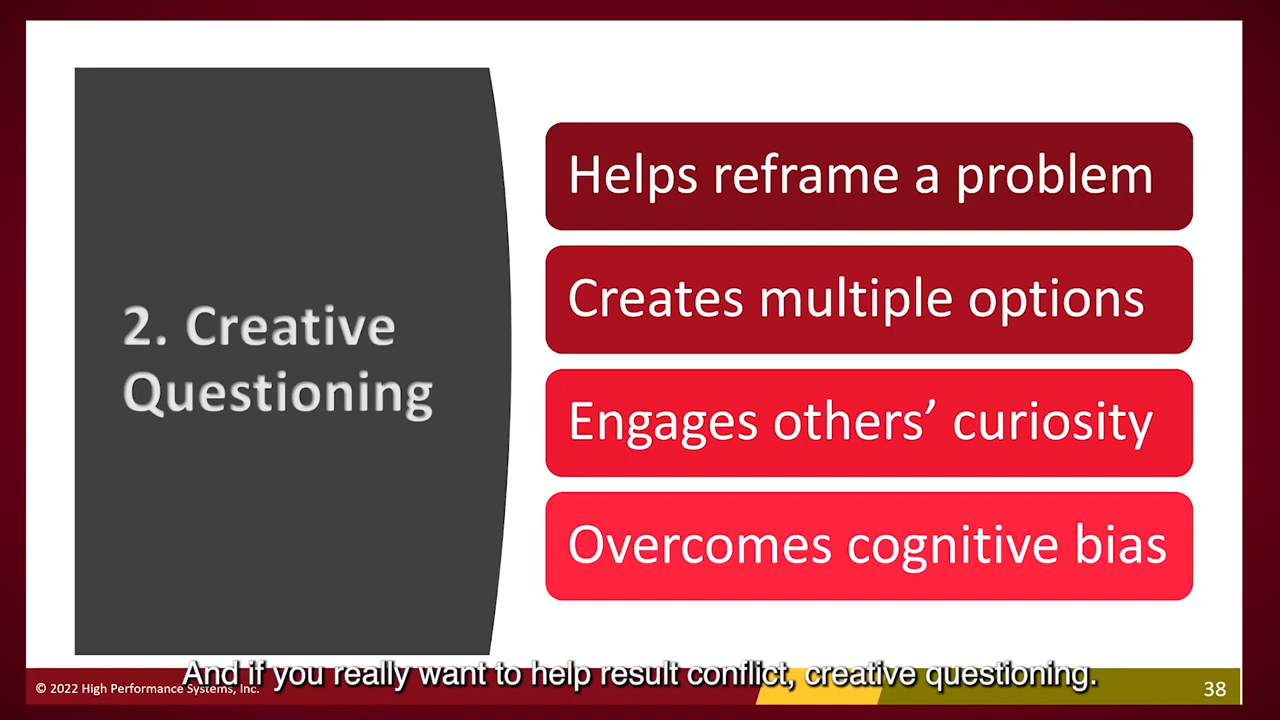 2. Creative
Questioning
Helps reframe a problem
Creates multiple options
Engages others’ curiosity
Overcomes cognitive bias
And if you really want to help result conflict, creative questioning.
© 2022 High Performance Systems, Inc.
38